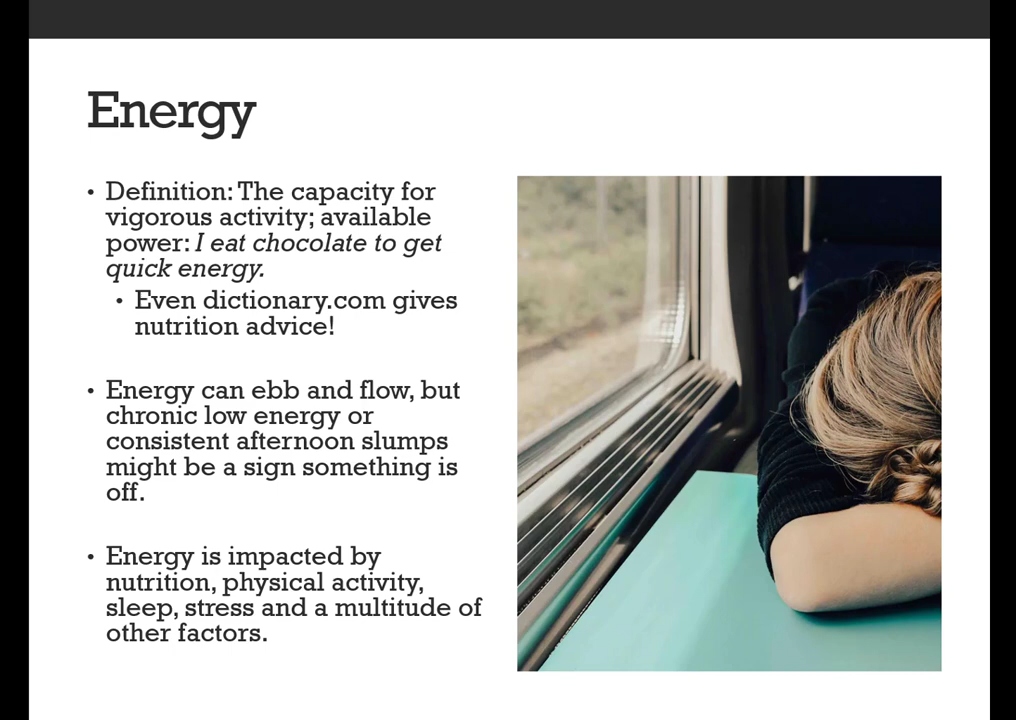 Energy
• Definition: The capacity for
vigorous activity; available
power: I eat chocolate to get
quick energy.
• Even dictionary.com gives
nutrition advice!
• Energy can ebb and flow, but
chronic low energy or
consistent afternoon slumps
might be a sign something is
off.
• Energy is impacted by
nutrition, physical activity,
sleep, stress and a multitude of
other factors.